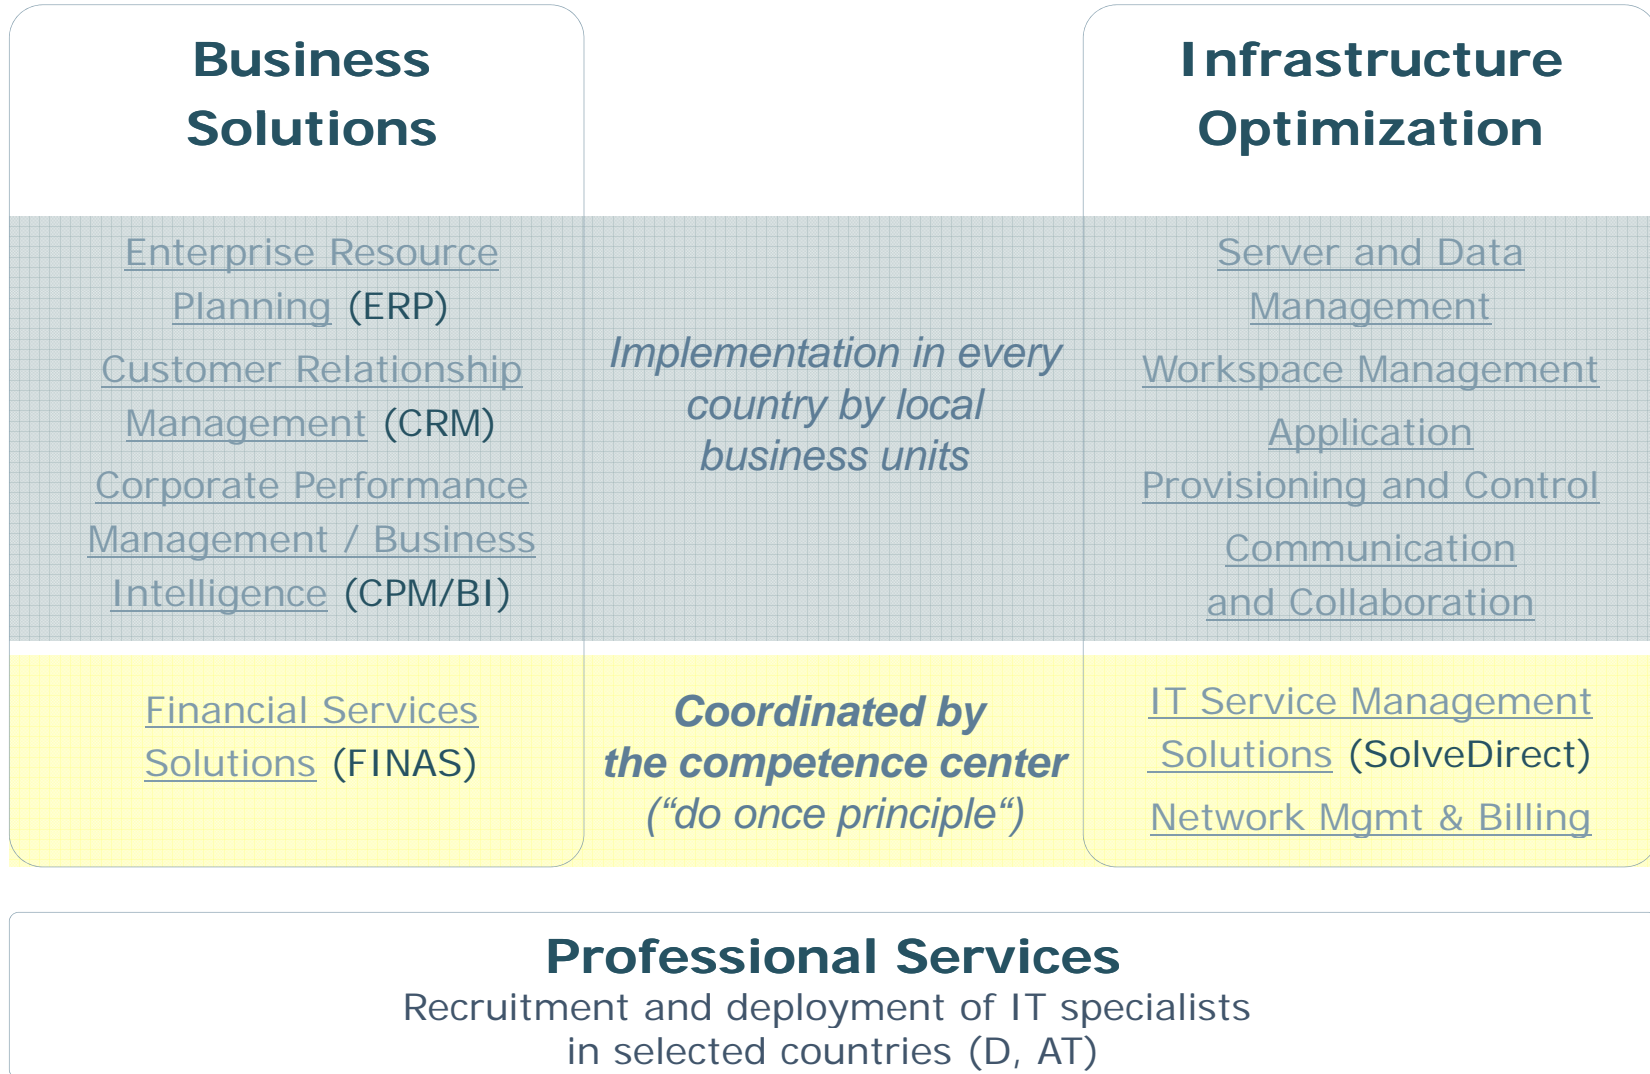 Business
Solutions
Enterprise Resource
Planning (ERP)
Customer Relationship
Management (CRM)
Corporate Performance
Management / Business
Intelligence (CPM/BI)
Financial Services
Solutions (FINAS)
Implementation in every
country by local
business units
Coordinated by
the competence center
(“do once principle“)
Infrastructure
Optimization
Server and Data
Management
Workspace Management
Application
Provisioning and Control
Communication
and Collaboration
IT Service Management
Solutions (SolveDirect)
Network Mgmt & Billing
Professional Services
Recruitment and deployment of IT specialists
in selected countries (D, AT)